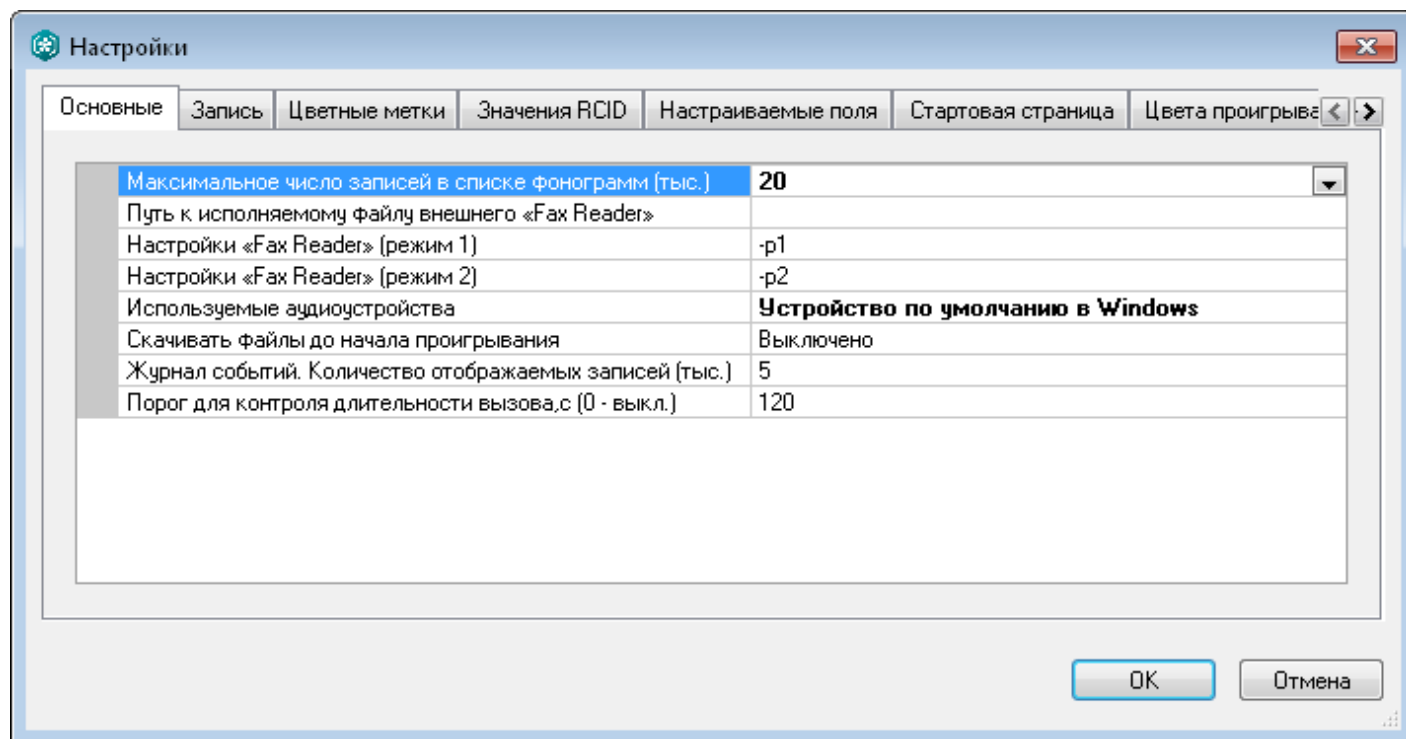 Настройки
Основные Запись Цветные метки Значения RCID Настраиваемые поля Стартовая страница Цвета проигрыва
Максимальное число записей в списке фонограмм (тыс.) 20
Путь к исполняемому файлу внешнего «Fax Reader»
Настройки «Fax Reader» (режим 1) -p1
Настройки «Fax Reader» (режим 2) -p2
Используемые аудиоустройства Устройство по умолчанию в Windows
Скачивать файлы до начала проигрывания Выключено
Журнал событий. Количество отображаемых записей (тыс.) 5
Порог для контроля длительности вызова,с (0 - выкл.) 120
OK Отмена